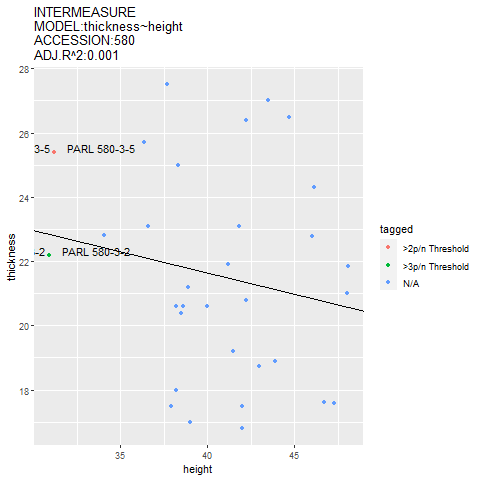 INTERMEASURE
MODEL:thickness~height
ACCESSION:580
ADJ.R^2:0.001
28
26
24
22
20
18
thickness
3-5 PARL 580-3-5
-2 PARL 580-3-2
35 40 45
height
tagged
>2p/n Threshold
>3p/n Threshold
N/A